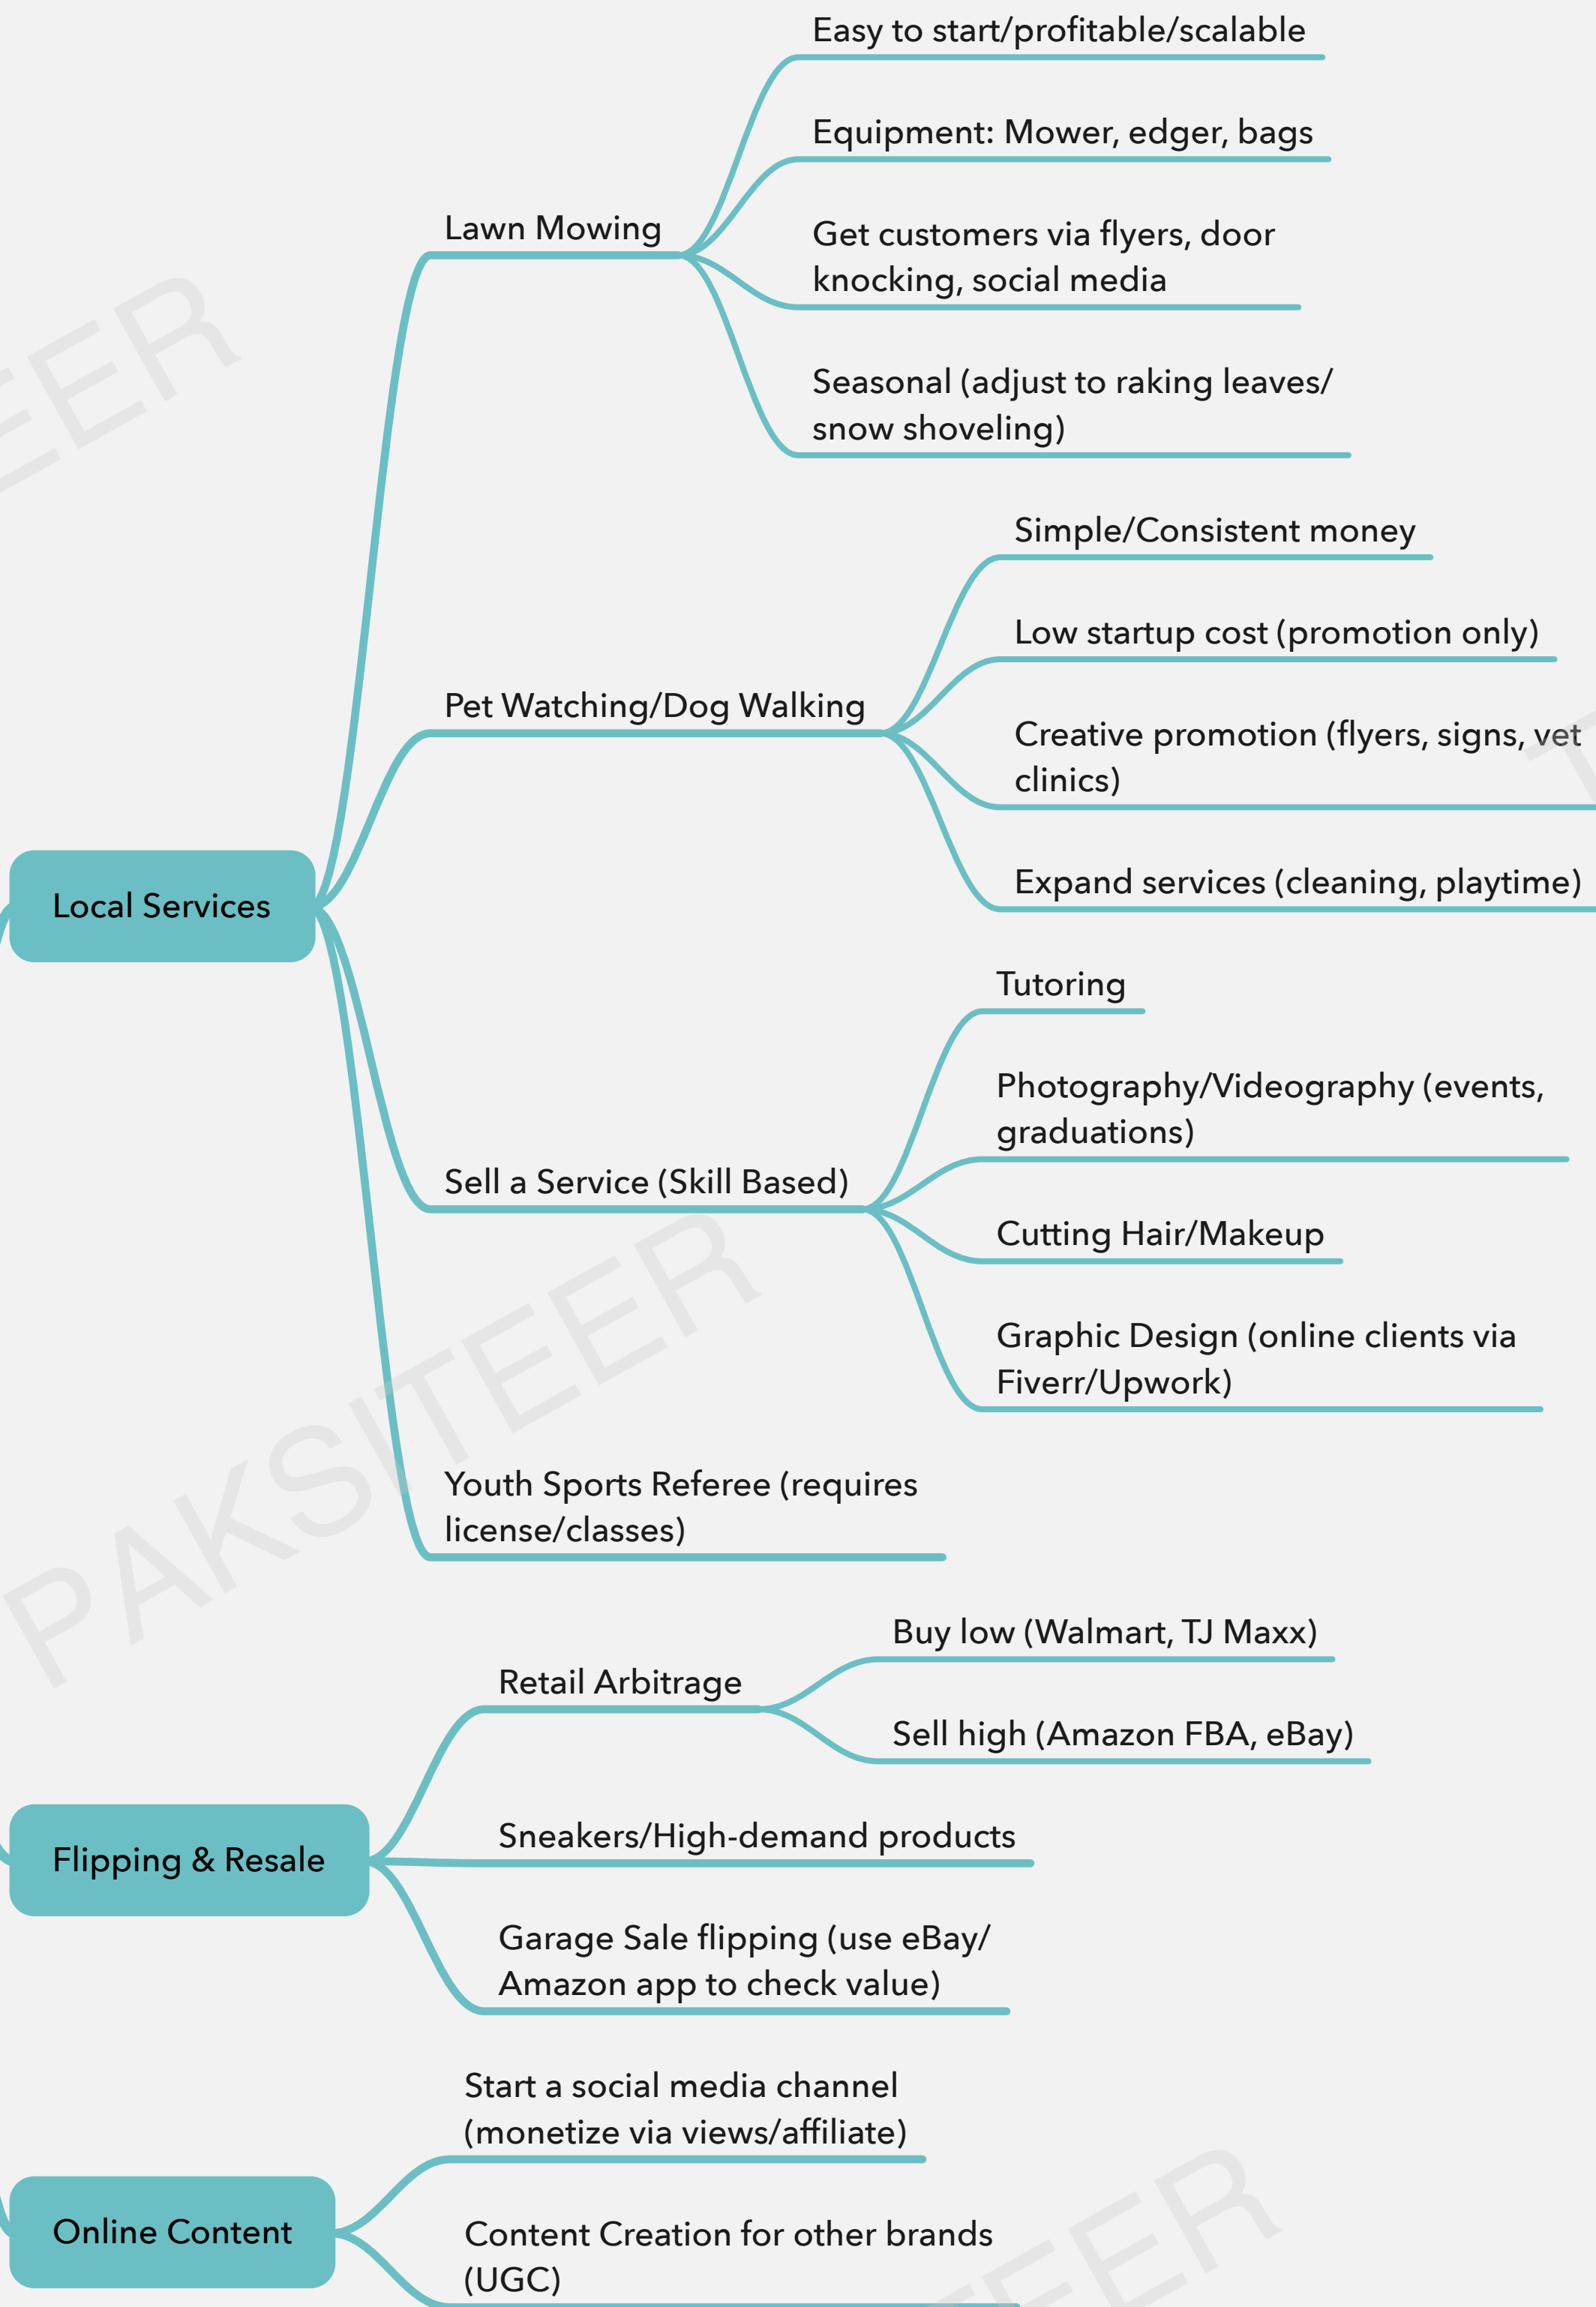 Easy to start/profitable/scalable
Equipment: Mower, edger, bags
Lawn Mowing
Get customers via flyers, door
knocking, social media
Seasonal (adjust to raking leaves/
snow shoveling)
Simple/Consistent money
Low startup cost (promotion only)
Pet Watching/Dog Walking
Creative promotion (flyers, signs, vet
clinics)
Expand services (cleaning, playtime)
Local Services
Tutoring
Photography/Videography (events,
graduations)
Sell a Service (Skill Based)
Cutting Hair/Makeup
Graphic Design (online clients via
Fiverr/Upwork)
Youth Sports Referee (requires
license/classes)
PAKSITEER
Buy low (Walmart, TJ Maxx)
Retail Arbitrage
Sell high (Amazon FBA, eBay)
Sneakers/High-demand products
Flipping & Resale
Garage Sale flipping (use eBay/
Amazon app to check value)
Start a social media channel
(monetize via views/affiliate)
Online Content
Content Creation for other brands
(UGC)